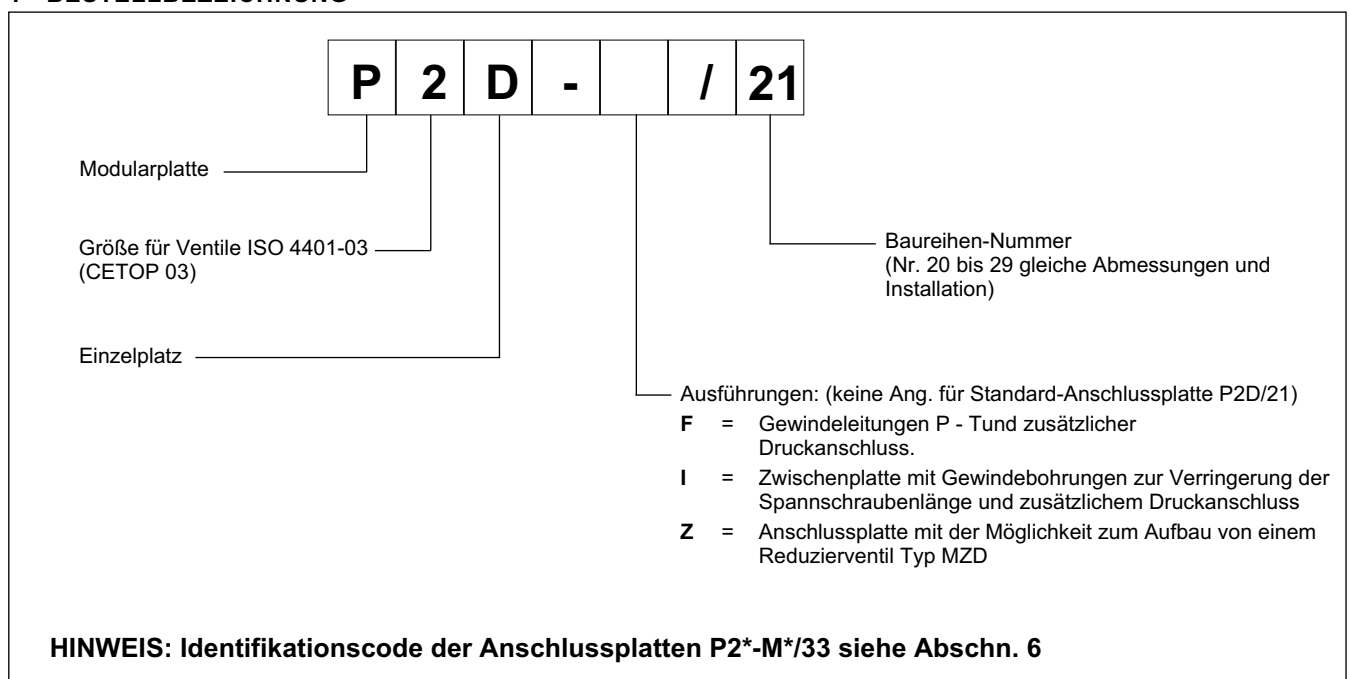 P 2 D - / 21
Modularplatte
Größe für Ventile ISO 4401-03
(CETOP 03)
Einzelplatz
Baureihen-Nummer
(Nr. 20 bis 29 gleiche Abmessungen und
Installation)
Ausführungen: (keine Ang. für Standard-Anschlussplatte P2D/21)
F = Gewindeleitungen P - Tund zusätzlicher
Druckanschluss.
I = Zwischenplatte mit Gewindebohrungen zur Verringerung der
Spannschraubenlänge und zusätzlichem Druckanschluss
Z = Anschlussplatte mit der Möglichkeit zum Aufbau von einem
Reduzierventil Typ MZD
HINWEIS: Identifikationscode der Anschlussplatten P2*-M*/33 siehe Abschn. 6